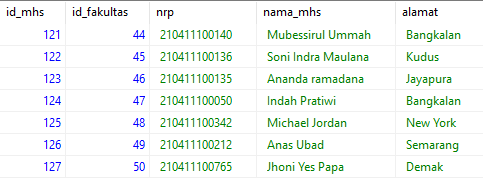 id_mhs id_fakultas nrp nama_mhs alamat
121 44 210411100140 Mubessirul Ummah Bangkalan
122 45 210411100136 Soni Indra Maulana Kudus
123 46 210411100135 Ananda ramadana Jayapura
124 47 210411100050 Indah Pratiwi Bangkalan
125 48 210411100342 Michael Jordan New York
126 49 210411100212 Anas Ubad Semarang
127 50 210411100765 Jhoni Yes Papa Demak